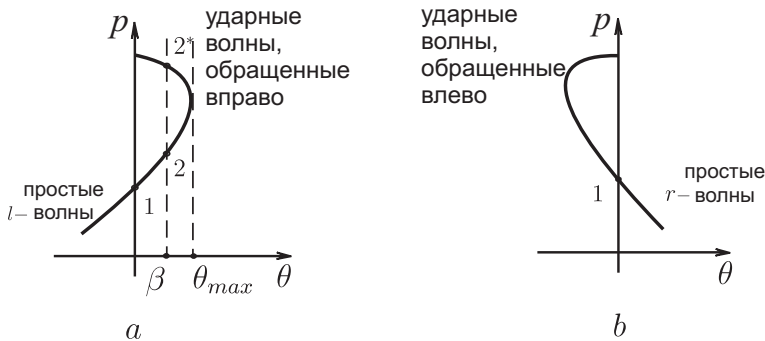 p
ударные
волны,
обращенные
вправо
2*
2
1
простые
l– волны
β
θmax
θ
a
ударные
волны,
обращенные
влево
p
1
простые
r– волны
θ
b